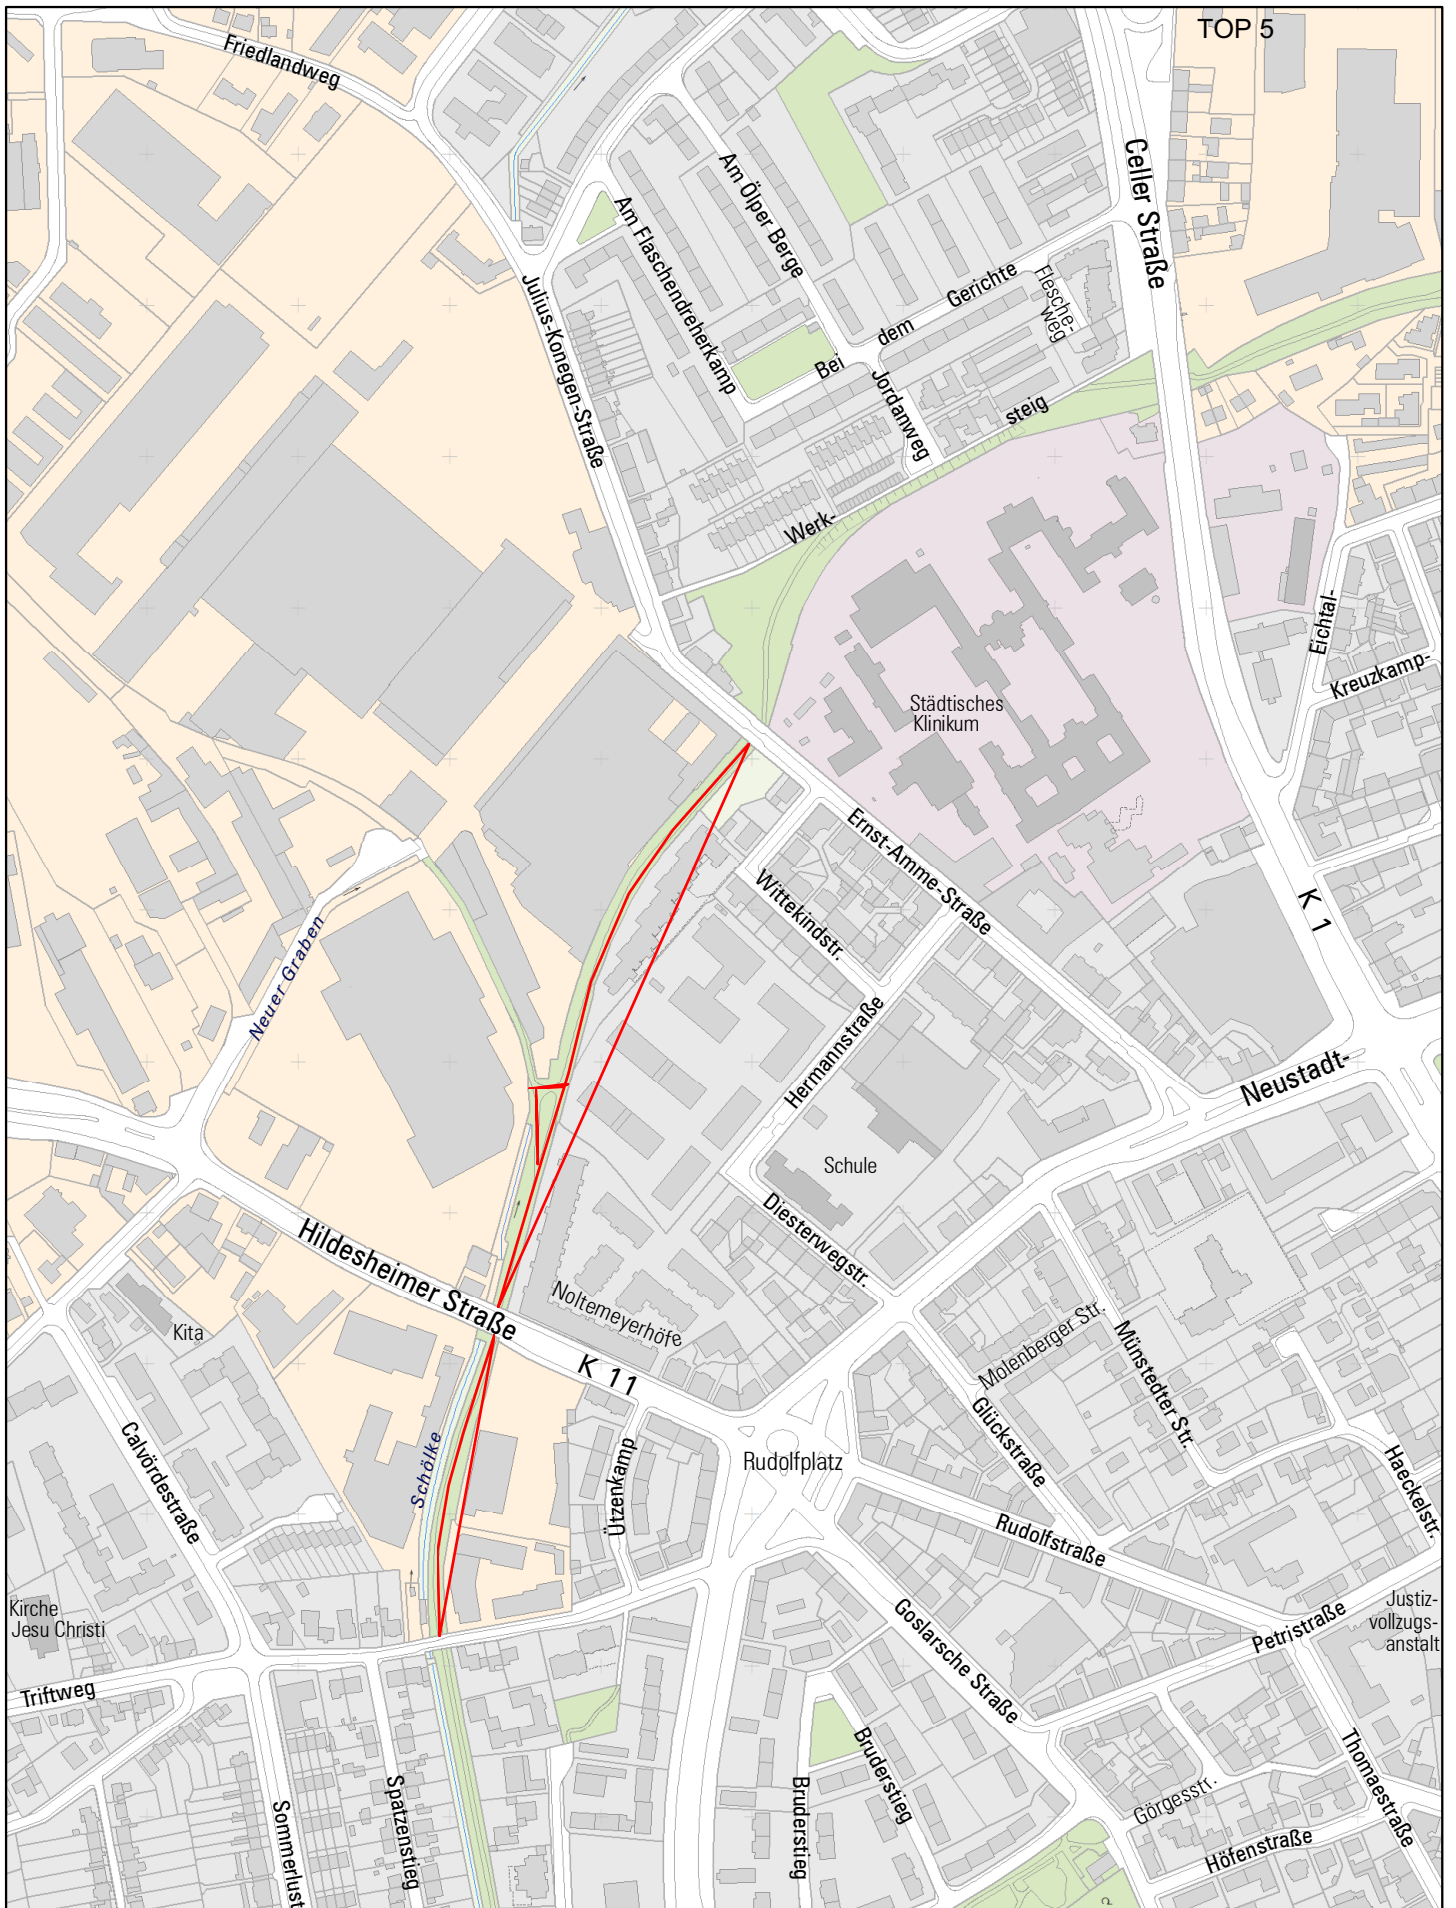 TOP 5
Friedlandweg
Celler Straße
Am Ölper Berge
Am Flaschendreherkamp
Julius-Konegen-Straße
Bei dem Gerichte
Flesche-
weg
Jordanweg
Werk-
steig
Eichtal-
Kreuzkamp-
Städtisches
Klinikum
Ernst-Amme-Straße
Wittekindstr.
K 1
Neuer Graben
Hermannstraße
Neustadt-
Schule
Diesterwegstr.
Hildesheimer Straße
Noltemeyerhöfe
Kita
K 11
Molenberger Str.
Münstedter Str.
Glückstraße
Calvördestraße
Schölke
Ützenkamp
Rudolfplatz
Haeckelstr.
Rudolfstraße
Kirche
Jesu Christi
Goslarsche Straße
Petristraße
Justiz-
vollzugs-
anstalt
Triftweg
Bruderstieg
Bruderstieg
Thomaestraße
Görgesstr.
Höfenstraße
Spatzenstieg
Sommerlust